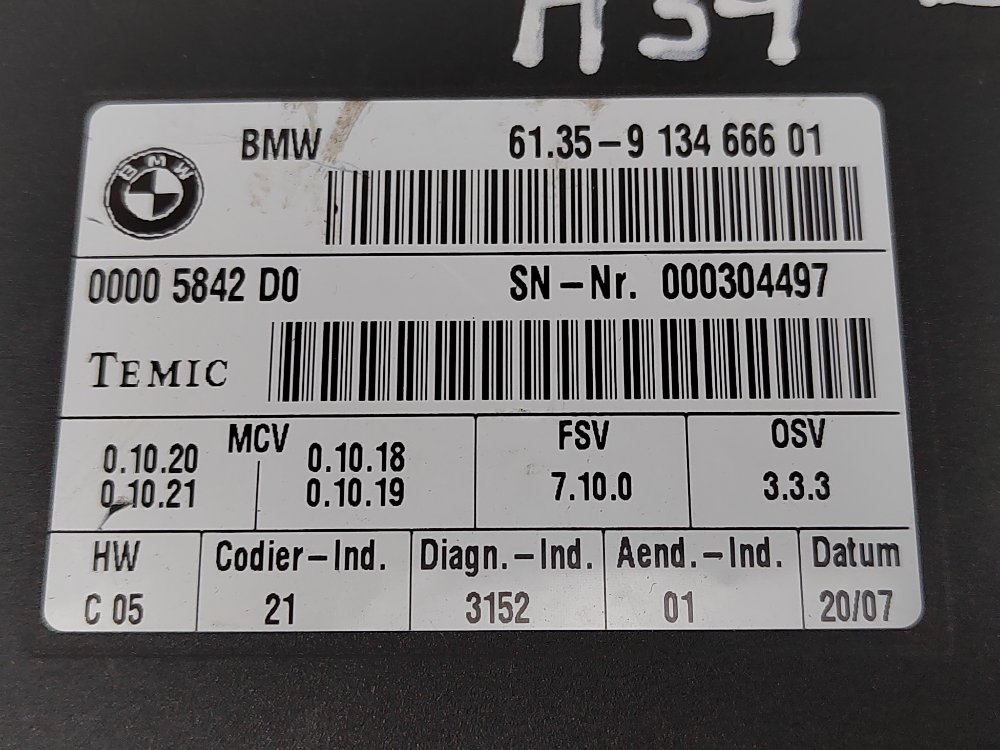 H34
BMW 61.35-9 134 666 01
BMW
0000 5842 D0 SN-Nr. 000304497
TEMIC
MCV FSV OSV
0.10.20 0.10.18
0.10.21 0.10.19 7.10.0 3.3.3
HW Codier-Ind. Diagn.-Ind. Aend.-Ind. Datum
C 05 21 3152 01 20/07